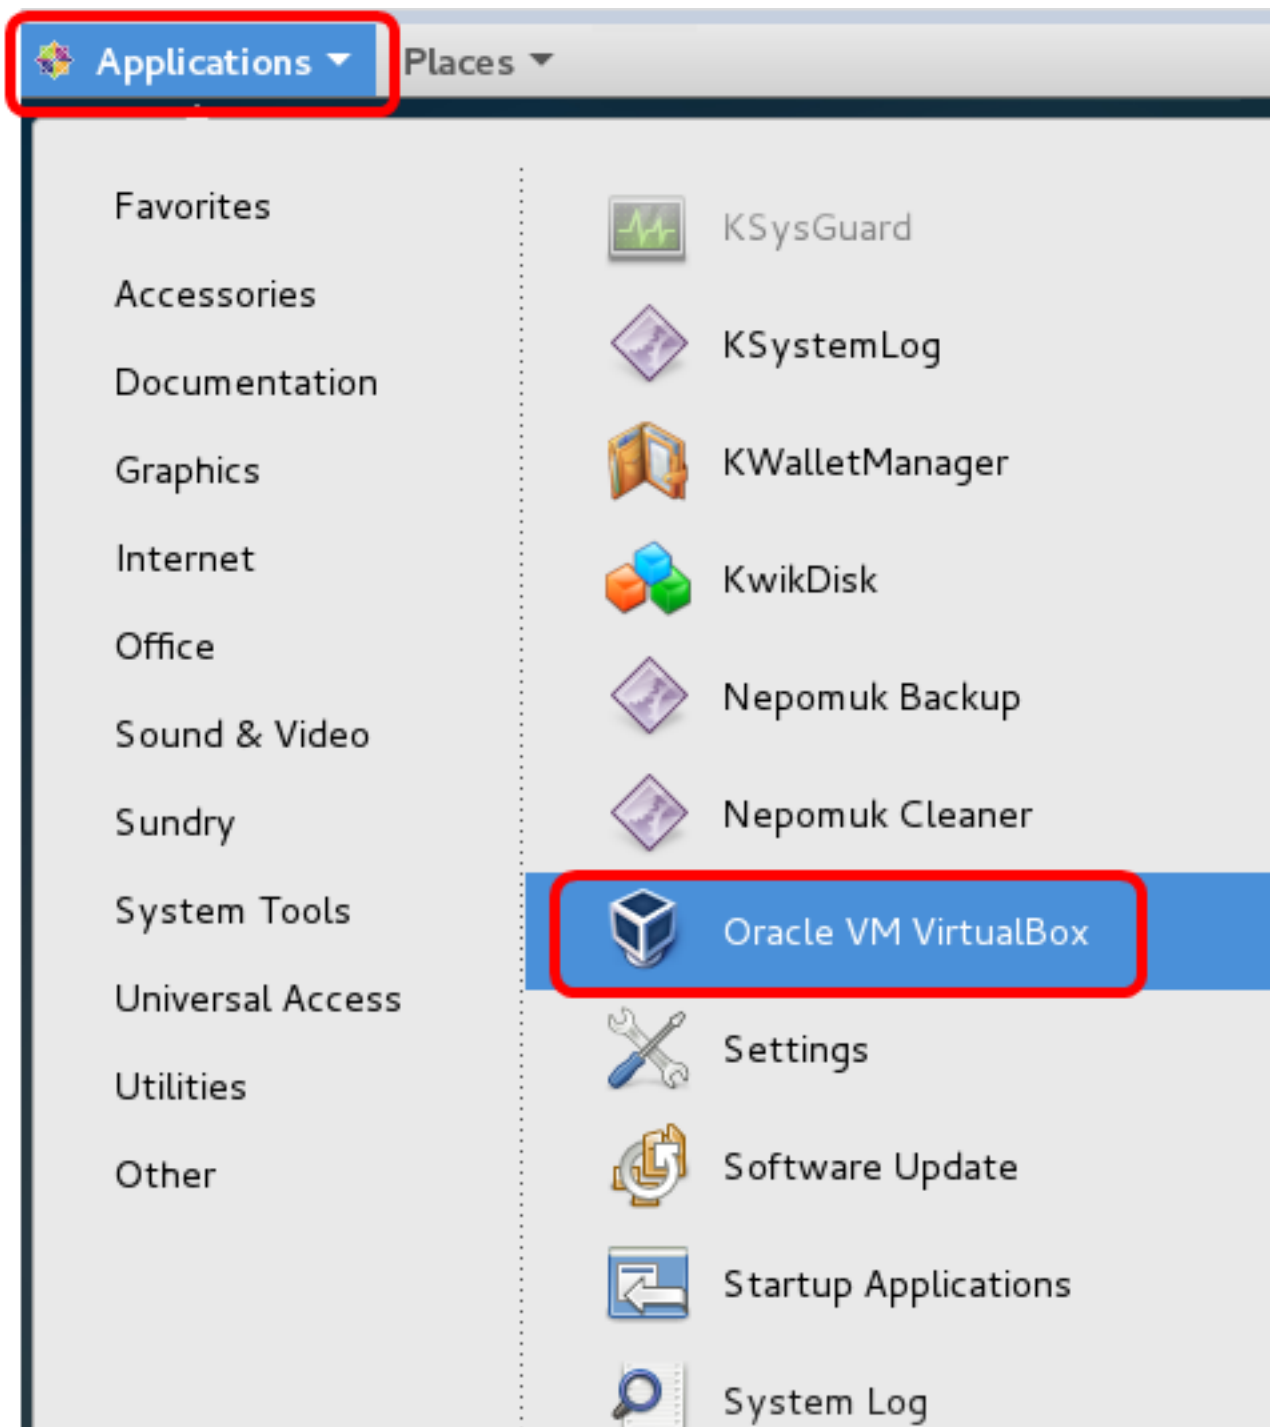 Applications Places
Favorites
Accessories
Documentation
Graphics
Internet
Office
Sound & Video
Sundry
System Tools
Universal Access
Utilities
Other
KSysGuard
KSystemLog
KWalletManager
KwikDisk
Nepomuk Backup
Nepomuk Cleaner
Oracle VM VirtualBox
Settings
Software Update
Startup Applications
System Log